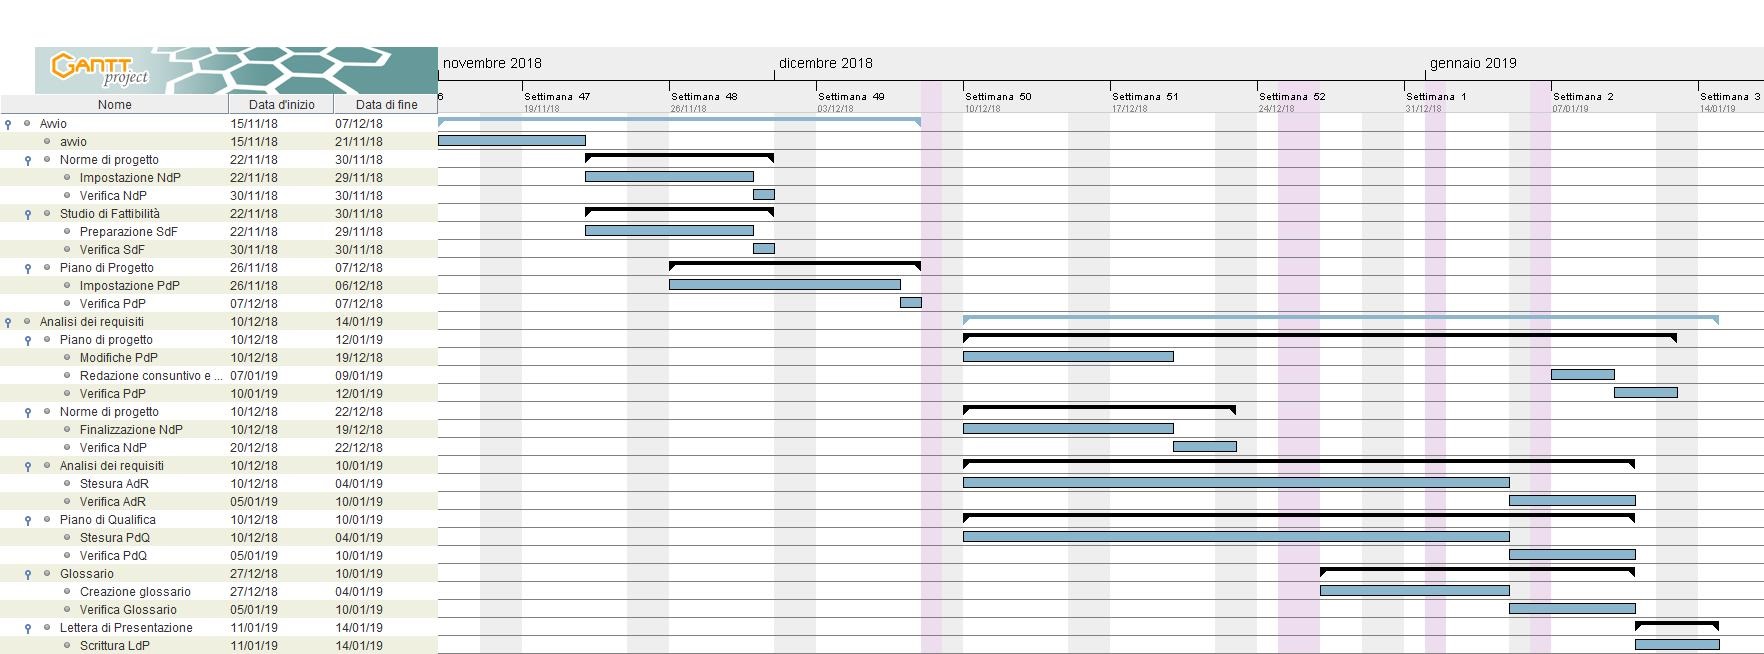 GANTT
project
novembre 2018 dicembre 2018 gennaio 2019
Nome Data d'inizio Data di fine
6 Settimana 47 Settimana 48 Settimana 49 Settimana 50 Settimana 51 Settimana 52 Settimana 1 Settimana 2 Settimana 3
19/11/18 26/11/18 03/12/18 10/12/18 17/12/18 24/12/18 31/12/18 07/01/19 14/01/19
Avvio 15/11/18 07/12/18
avvio 15/11/18 21/11/18
Norme di progetto 22/11/18 30/11/18
Impostazione NdP 22/11/18 29/11/18
Verifica NdP 30/11/18 30/11/18
Studio di Fattibilità 22/11/18 30/11/18
Preparazione SdF 22/11/18 29/11/18
Verifica SdF 30/11/18 30/11/18
Piano di Progetto 26/11/18 07/12/18
Impostazione PdP 26/11/18 06/12/18
Verifica PdP 07/12/18 07/12/18
Analisi dei requisiti 10/12/18 14/01/19
Piano di progetto 10/12/18 12/01/19
Modifiche PdP 10/12/18 19/12/18
Redazione consuntivo e ... 07/01/19 09/01/19
Verifica PdP 10/01/19 12/01/19
Norme di progetto 10/12/18 22/12/18
Finalizzazione NdP 10/12/18 19/12/18
Verifica NdP 20/12/18 22/12/18
Analisi dei requisiti 10/12/18 10/01/19
Stesura AdR 10/12/18 04/01/19
Verifica AdR 05/01/19 10/01/19
Piano di Qualifica 10/12/18 10/01/19
Stesura PdQ 10/12/18 04/01/19
Verifica PdQ 05/01/19 10/01/19
Glossario 27/12/18 10/01/19
Creazione glossario 27/12/18 04/01/19
Verifica Glossario 05/01/19 10/01/19
Lettera di Presentazione 11/01/19 14/01/19
Scrittura LdP 11/01/19 14/01/19